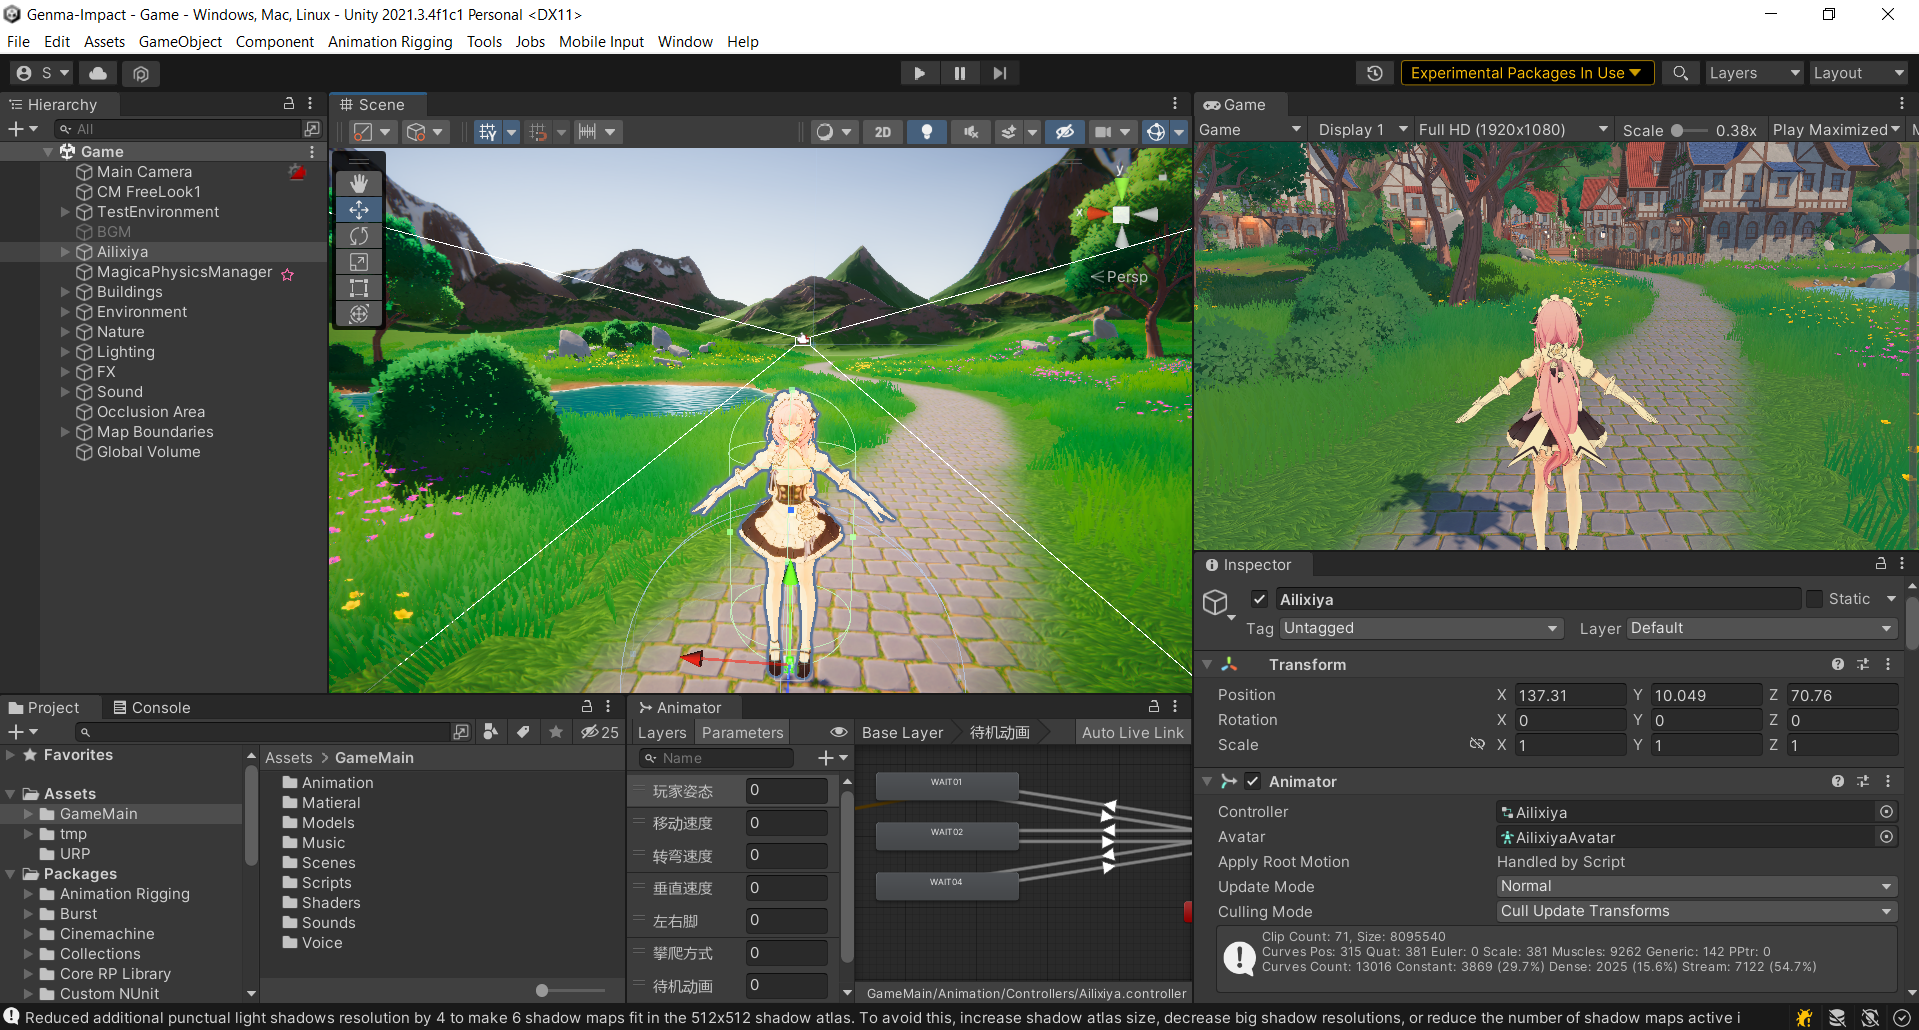 Genma-Impact - Game - Windows, Mac, Linux - Unity 2021.3.4f1c1 Personal <DX11>
File Edit Assets GameObject Component Animation Rigging Tools Jobs Mobile Input Window Help
S
Experimental Packages In Use
Layers
Layout
Hierarchy
All
Game
Main Camera
CM FreeLook1
TestEnvironment
BGM
Ailixiya
MagicaPhysicsManager
Buildings
Environment
Nature
Lighting
FX
Sound
Occlusion Area
Map Boundaries
Global Volume
Scene
2D
y
x
Persp
Game
Game Display 1 Full HD (1920x1080) Scale 0.38x Play Maximized
Inspector
Ailixiya
Static
Tag Untagged Layer Default
Transform
Position X 137.31 Y 10.049 Z 70.76
Rotation X 0 Y 0 Z 0
Scale X 1 Y 1 Z 1
Animator
Controller Ailixiya
Avatar AilixiyaAvatar
Apply Root Motion Handled by Script
Update Mode Normal
Culling Mode Cull Update Transforms
Clip Count: 71, Size: 8095540
Curves Pos: 315 Quat: 381 Euler: 0 Scale: 381 Muscles: 9262 Generic: 142 PPtr: 0
Curves Count: 13016 Constant: 3869 (29.7%) Dense: 2025 (15.6%) Stream: 7122 (54.7%)
Project Console
25
Favorites
Assets
GameMain
tmp
URP
Packages
Animation Rigging
Burst
Cinemachine
Collections
Core RP Library
Custom NUnit
Assets > GameMain
Animation
Matieral
Models
Music
Scenes
Scripts
Shaders
Sounds
Voice
Animator
Layers Parameters
Base Layer 待机动画 Auto Live Link
Name
玩家姿态 0
移动速度 0
转弯速度 0
垂直速度 0
左右脚 0
攀爬方式 0
待机动画 0
WAIT01
WAIT02
WAIT04
GameMain/Animation/Controllers/Ailixiya.controller
Reduced additional punctual light shadows resolution by 4 to make 6 shadow maps fit in the 512x512 shadow atlas. To avoid this, increase shadow atlas size, decrease big shadow resolutions, or reduce the number of shadow maps active i